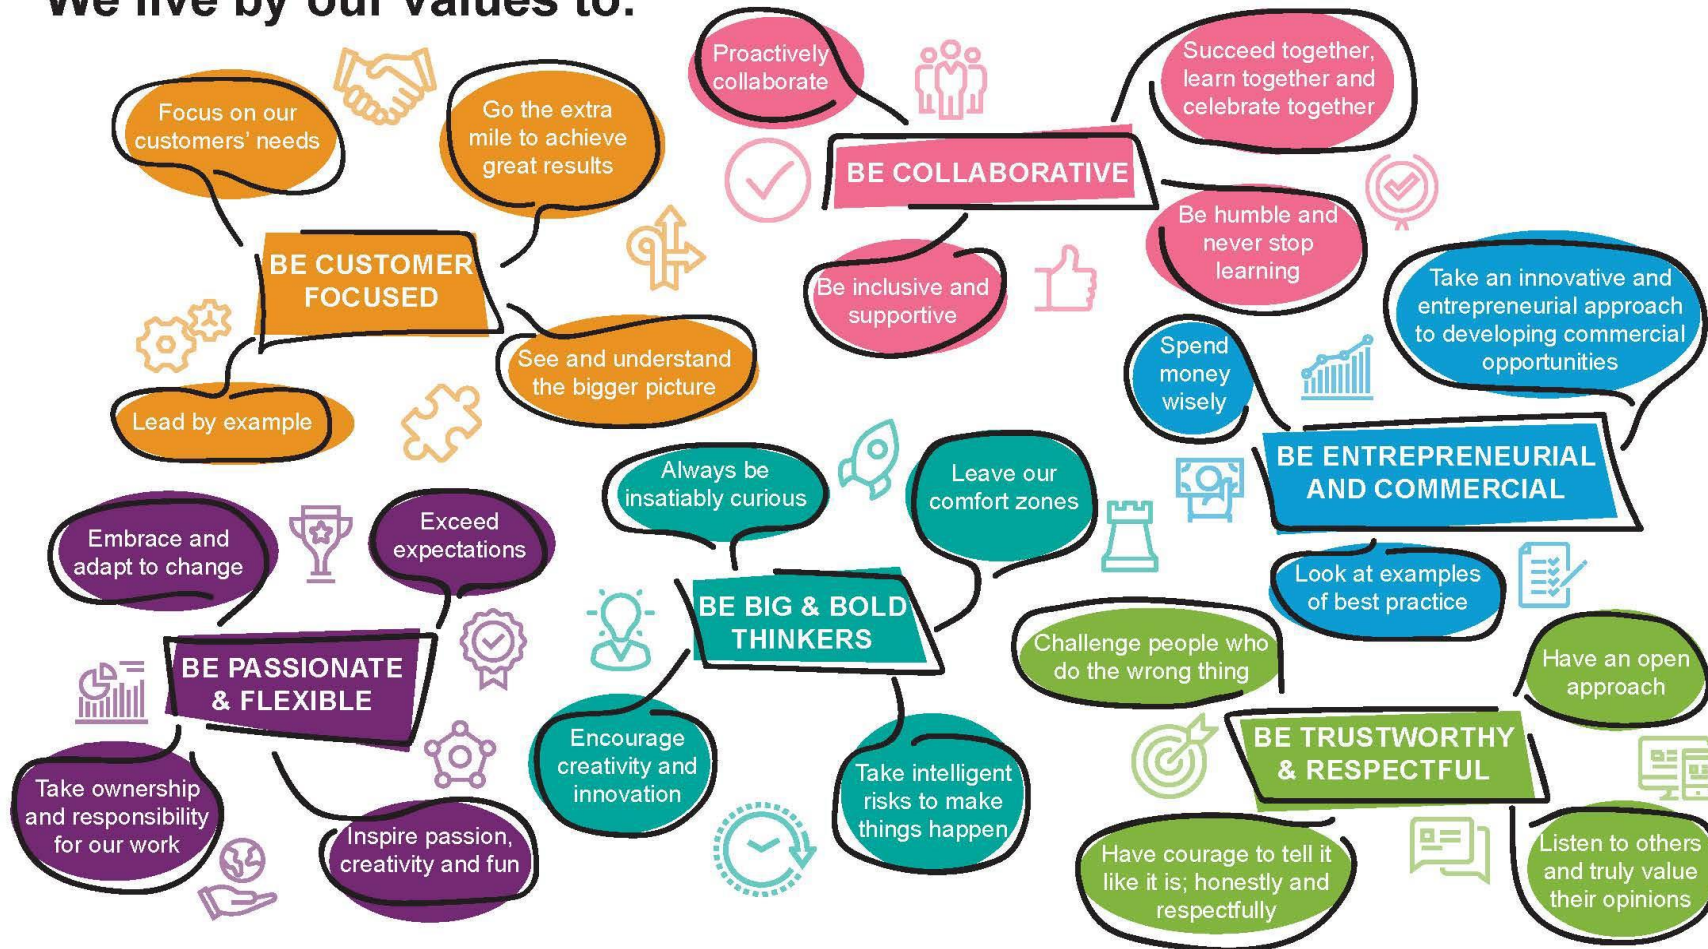 We live by our values to:
Focus on our
customers' needs
Go the extra
mile to achieve
great results
BE CUSTOMER
FOCUSED
See and understand
the bigger picture
Lead by example
Proactively
collaborate
Succeed together,
learn together and
celebrate together
BE COLLABORATIVE
Be humble and
never stop
learning
Be inclusive and
supportive
Take an innovative and
entrepreneurial approach
to developing commercial
opportunities
Spend
money
wisely
BE ENTREPRENEURIAL
AND COMMERCIAL
Look at examples
of best practice
Embrace and
adapt to change
Exceed
expectations
BE PASSIONATE
& FLEXIBLE
Take ownership
and responsibility
for our work
Inspire passion,
creativity and fun
Always be
insatiably curious
Leave our
comfort zones
BE BIG & BOLD
THINKERS
Encourage
creativity and
innovation
Take intelligent
risks to make
things happen
Challenge people who
do the wrong thing
Have an open
approach
BE TRUSTWORTHY
& RESPECTFUL
Have courage to tell it
like it is; honestly and
respectfully
Listen to others
and truly value
their opinions